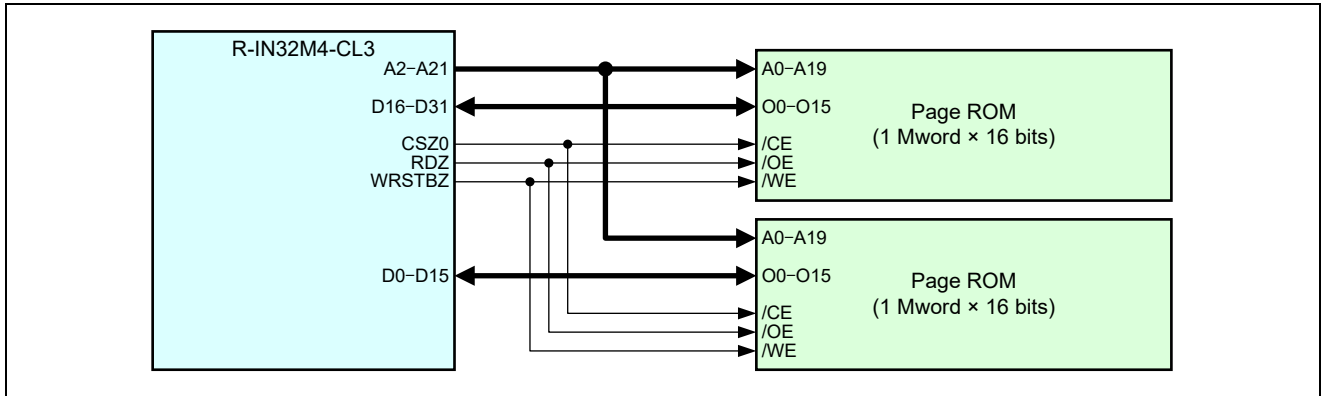 R-IN32M4-CL3
A2−A21
D16−D31
CSZ0
RDZ
WRSTBZ
D0−D15
A0−A19
O0−O15
/CE
/OE
/WE
Page ROM
(1 Mword × 16 bits)
A0−A19
O0−O15
/CE
/OE
/WE
Page ROM
(1 Mword × 16 bits)